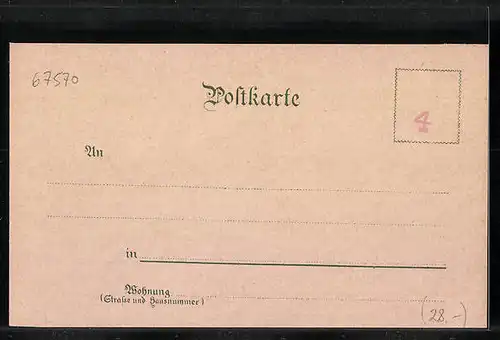 67570
Postkarte
4
An
in
Wohnung
(Straße und Hausnummer)
(28,-)